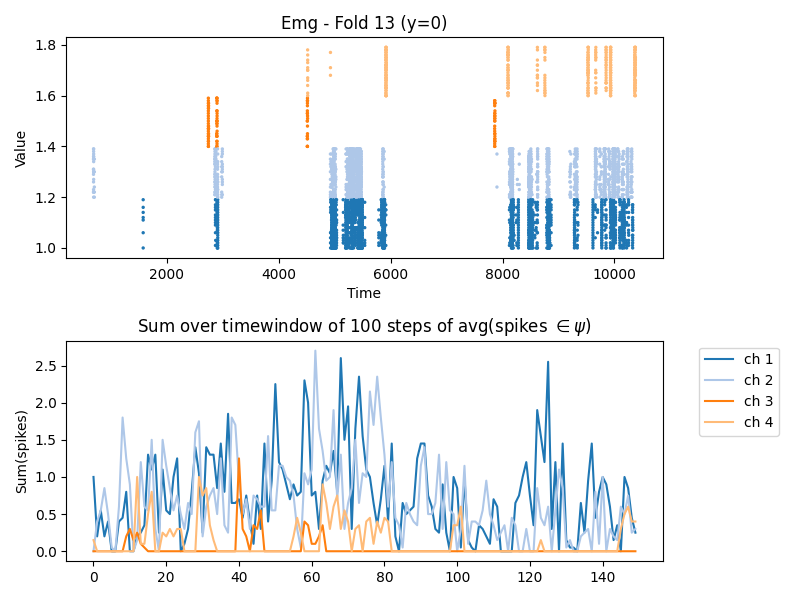 Emg - Fold 13 (y=0)
Value
1.8
1.6
1.4
1.2
1.0
2000 4000 6000 8000 10000
Time
Sum over timewindow of 100 steps of avg(spikes ∈ ψ)
Sum(spikes)
2.5
2.0
1.5
1.0
0.5
0.0
0 20 40 60 80 100 120 140
ch 1
ch 2
ch 3
ch 4